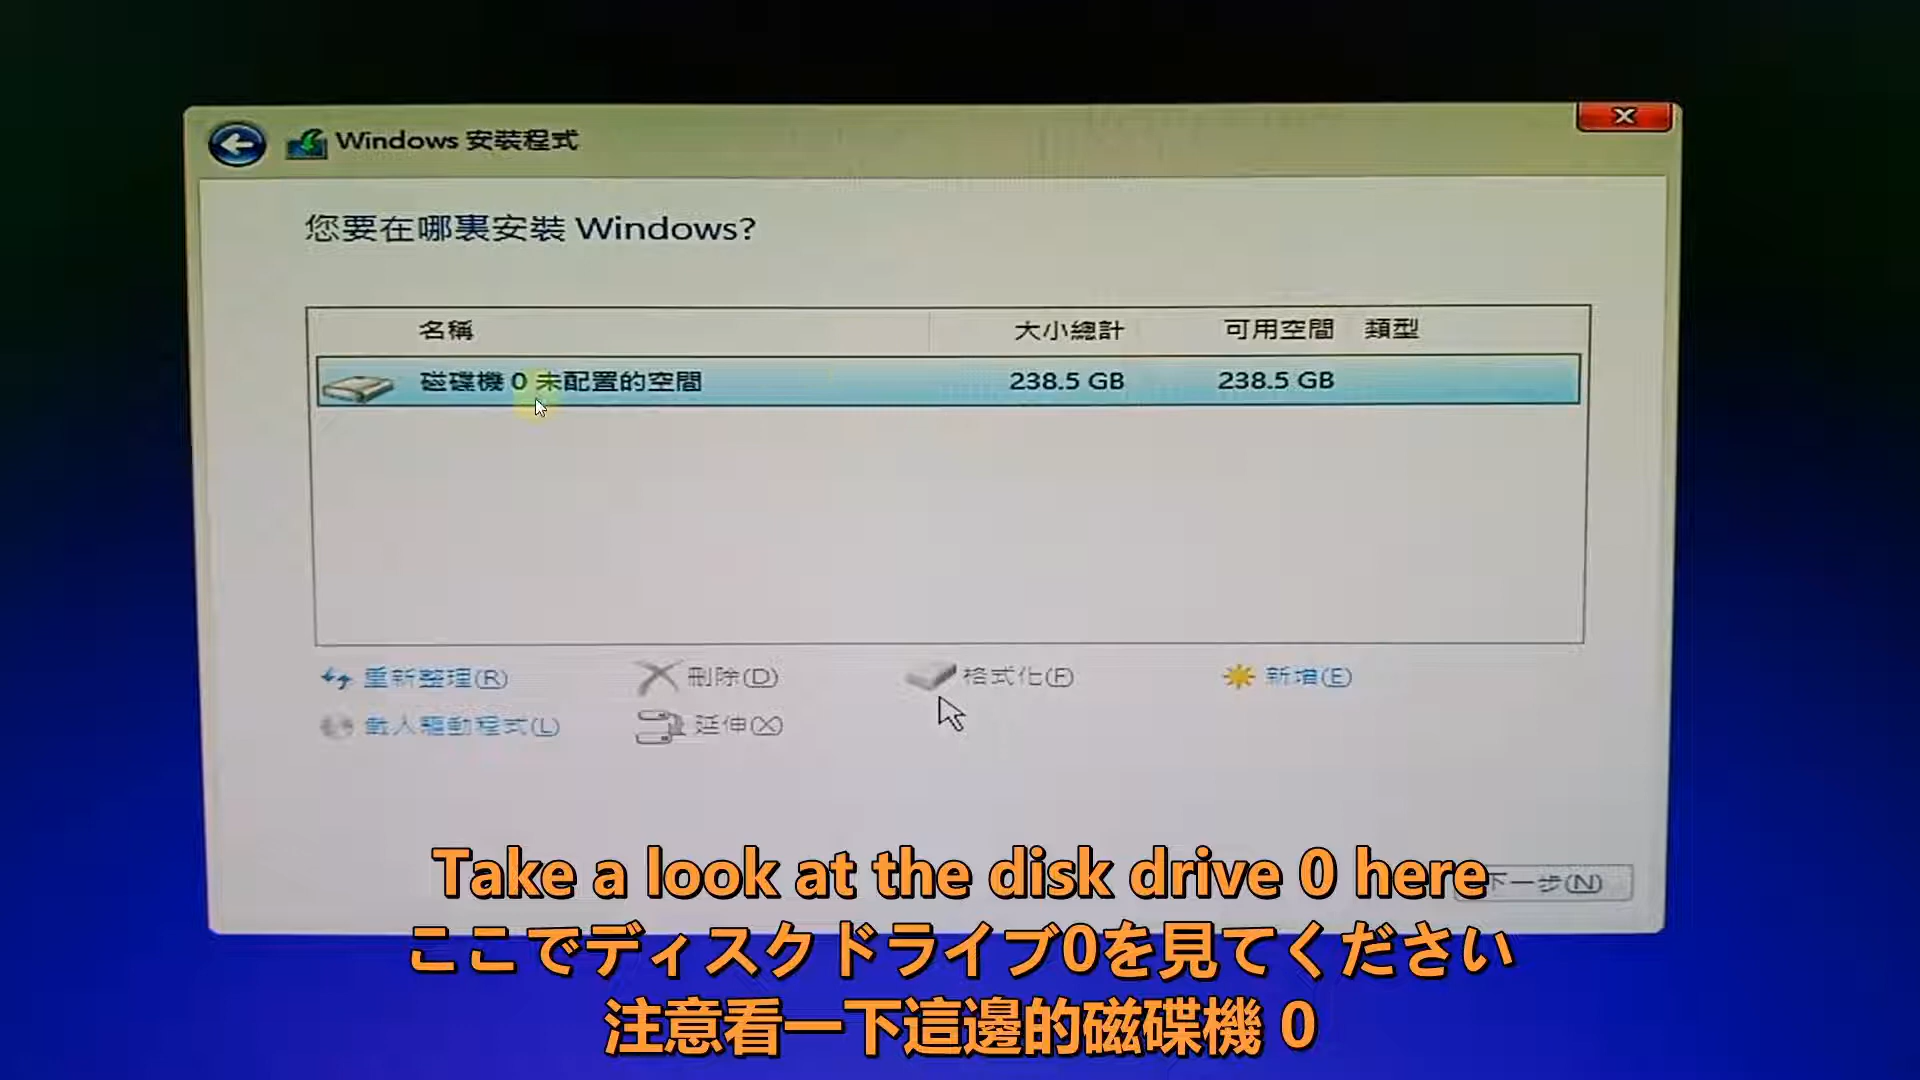 Windows 安裝程式
您要在哪裏安裝 Windows?
名稱 大小總計 可用空間 類型
磁碟機 0 未配置的空間 238.5 GB 238.5 GB
重新整理(R) 刪除(D) 格式化(F) 新增(E)
載入驅動程式(L) 延伸(X)
下一步(N)
Take a look at the disk drive 0 here
ここでディスクドライブ0を見てください
注意看一下這邊的磁碟機 0